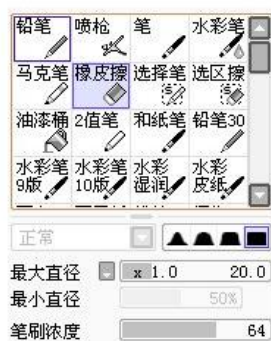 铅笔 喷枪 笔 水彩笔
马克笔 橡皮擦 选择笔 选区擦
油漆桶 2值笔 和纸笔 铅笔30
水彩笔 水彩笔 水彩 水彩
9版 10版 湿润 皮纸
正常
最大直径 x 1.0 20.0
最小直径 50%
笔刷浓度 64